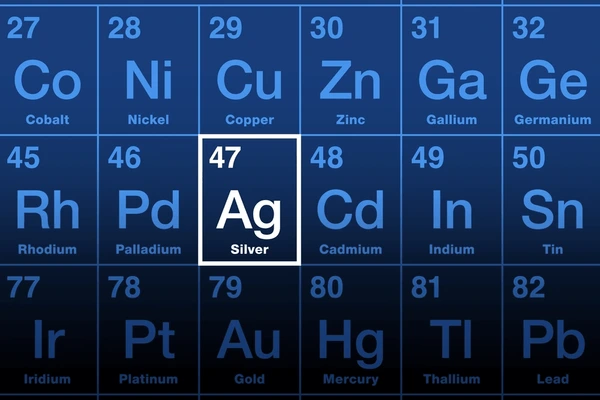 27 28 29 30 31 32
Co Ni Cu Zn Ga Ge
Cobalt Nickel Copper Zinc Gallium Germanium
45 46 47 48 49 50
Rh Pd Ag Cd In Sn
Rhodium Palladium Silver Cadmium Indium Tin
77 78 79 80 81 82
Ir Pt Au Hg Tl Pb
Iridium Platinum Gold Mercury Thallium Lead